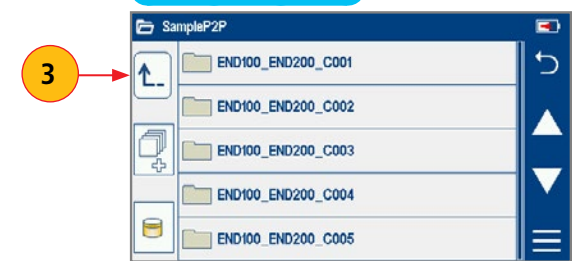 SampleP2P
3
END100_END200_C001
END100_END200_C002
END100_END200_C003
END100_END200_C004
END100_END200_C005